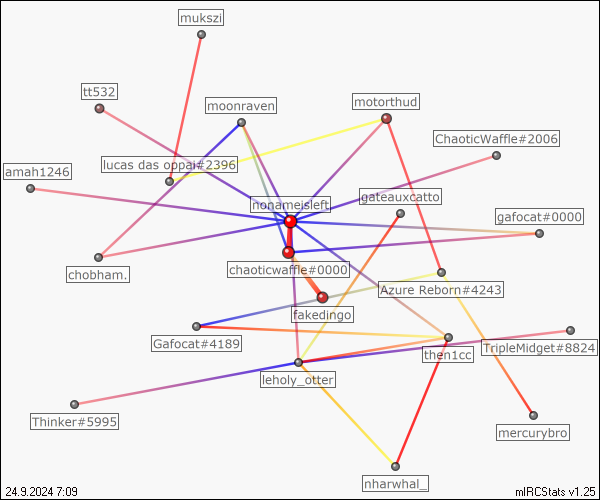 mukszi
tt532
moonraven
motorthud
ChaoticWaffle#2006
lucas das oppai#2396
amah1246
gateauxcatto
nonameisleft
gafocat#0000
chaoticwaffle#0000
chobham.
Azure Reborn#4243
fakedingo
Gafocat#4189
then1cc
TripleMidget#8824
leholy_otter
Thinker#5995
mercurybro
nharwhal_
24.9.2024 7:09
mIRCStats v1.25